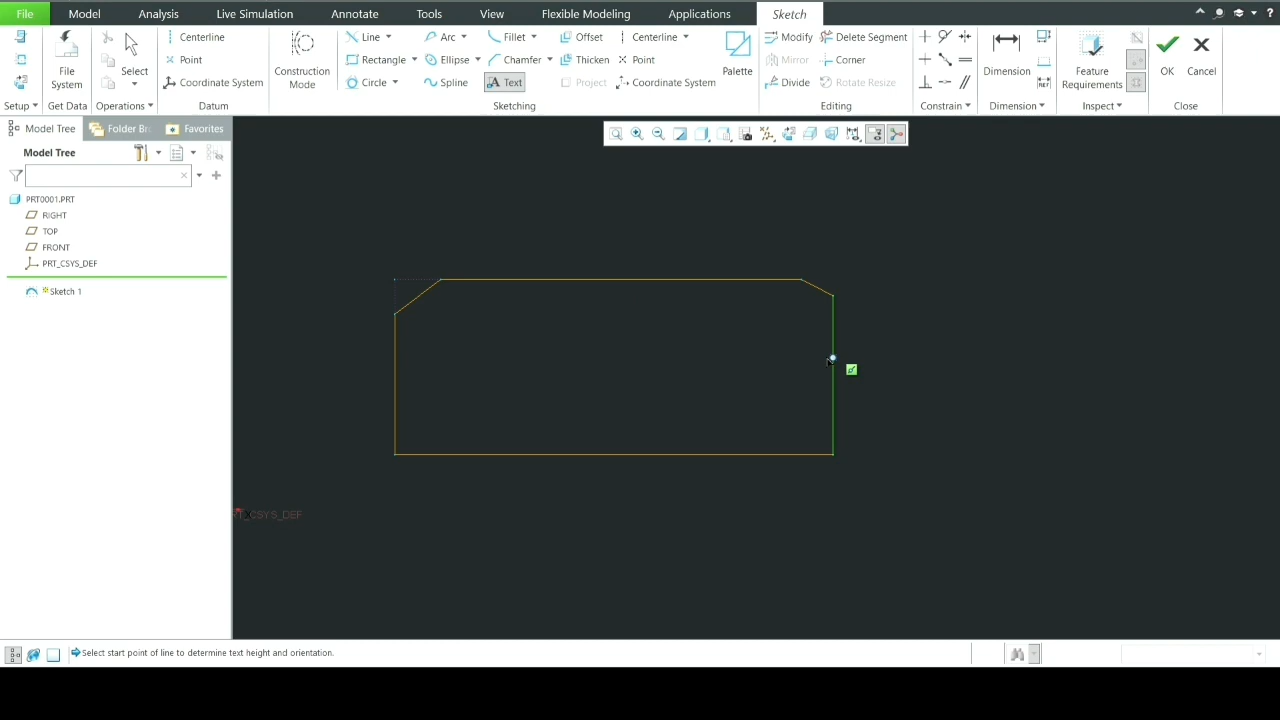 File Model Analysis Live Simulation Annotate Tools View Flexible Modeling Applications Sketch
Centerline Line Arc Fillet Offset Centerline Modify Delete Segment
Point Rectangle Ellipse Chamfer Thicken Point Mirror Corner
Coordinate System Circle Spline Text Project Coordinate System Divide Rotate Resize
File System Select Construction Mode Palette Dimension Feature Requirements OK Cancel
Setup Get Data Operations Datum Sketching Editing Constrain Dimension Inspect Close
Model Tree Folder Br Favorites
Model Tree
PRT0001.PRT
RIGHT
TOP
FRONT
PRT_CSYS_DEF
Sketch 1
RT_CSYS_DEF
Select start point of line to determine text height and orientation.